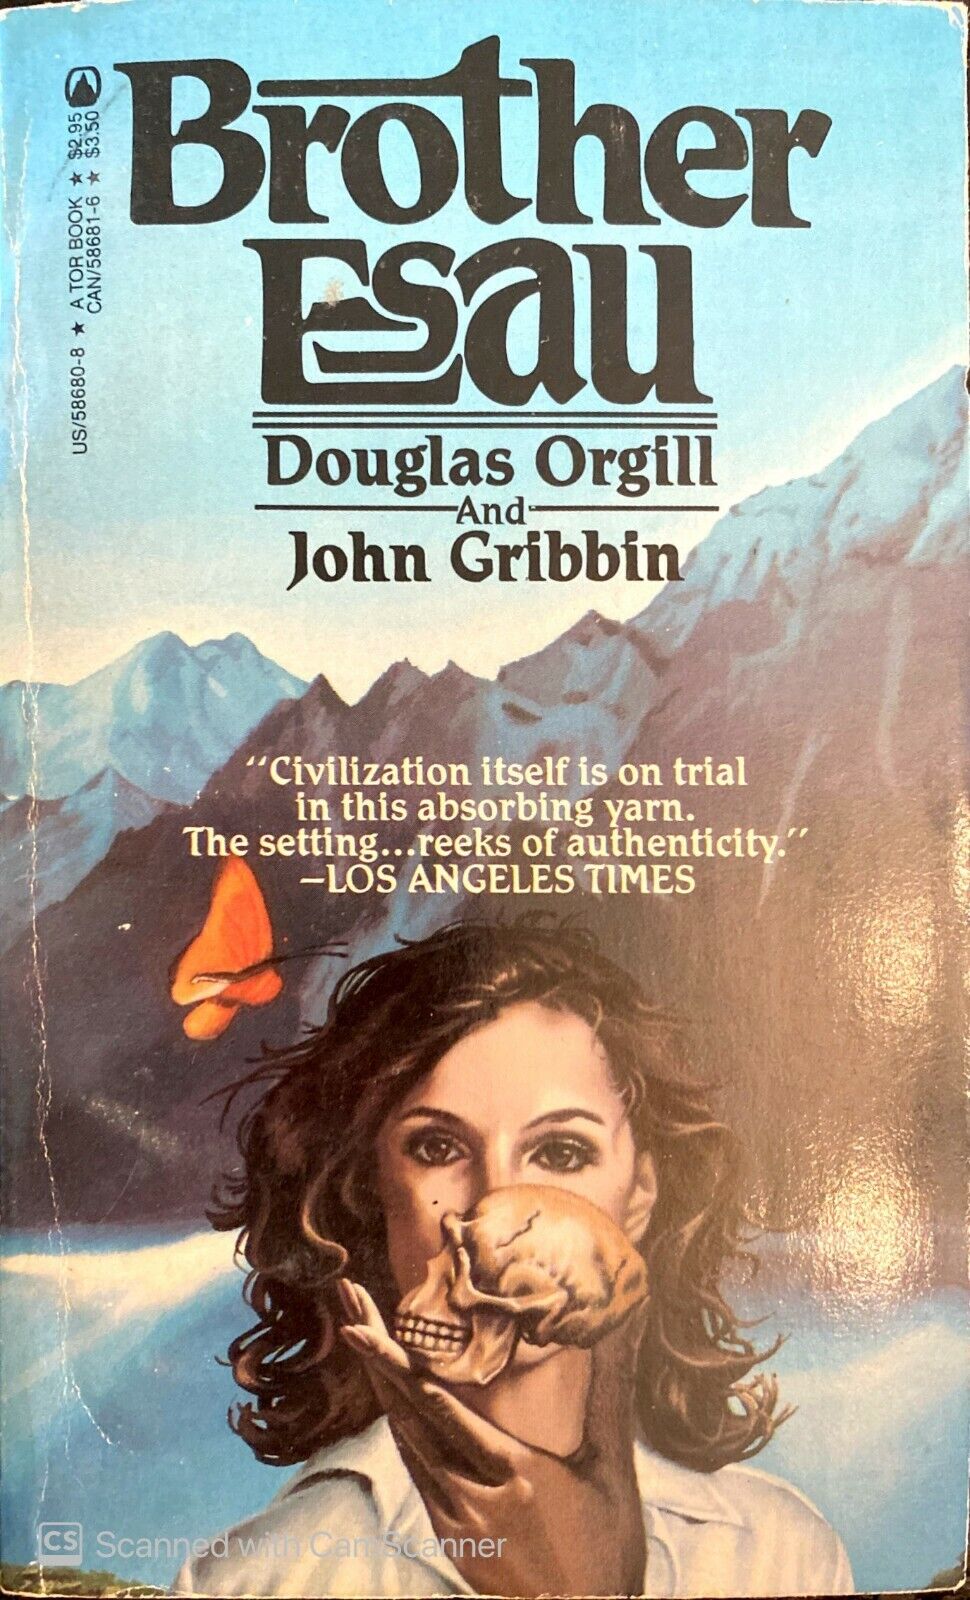 US/58680-8 ★ A TOR BOOK ★ $2.95
CAN/58681-6 ★ $3.50
Brother
Esau
Douglas Orgill
And
John Gribbin
“Civilization itself is on trial
in this absorbing yarn.
The setting...reeks of authenticity.”
–LOS ANGELES TIMES
CS Scanned with CamScanner